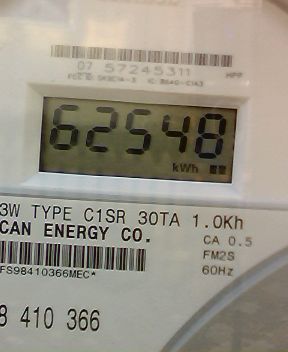 07 57245311 HPP
62548
kWh
3W TYPE C1SR 30TA 1.0Kh
CAN ENERGY CO. CA 0.5
FM2S
FS98410366MEC* 60Hz
8 410 366